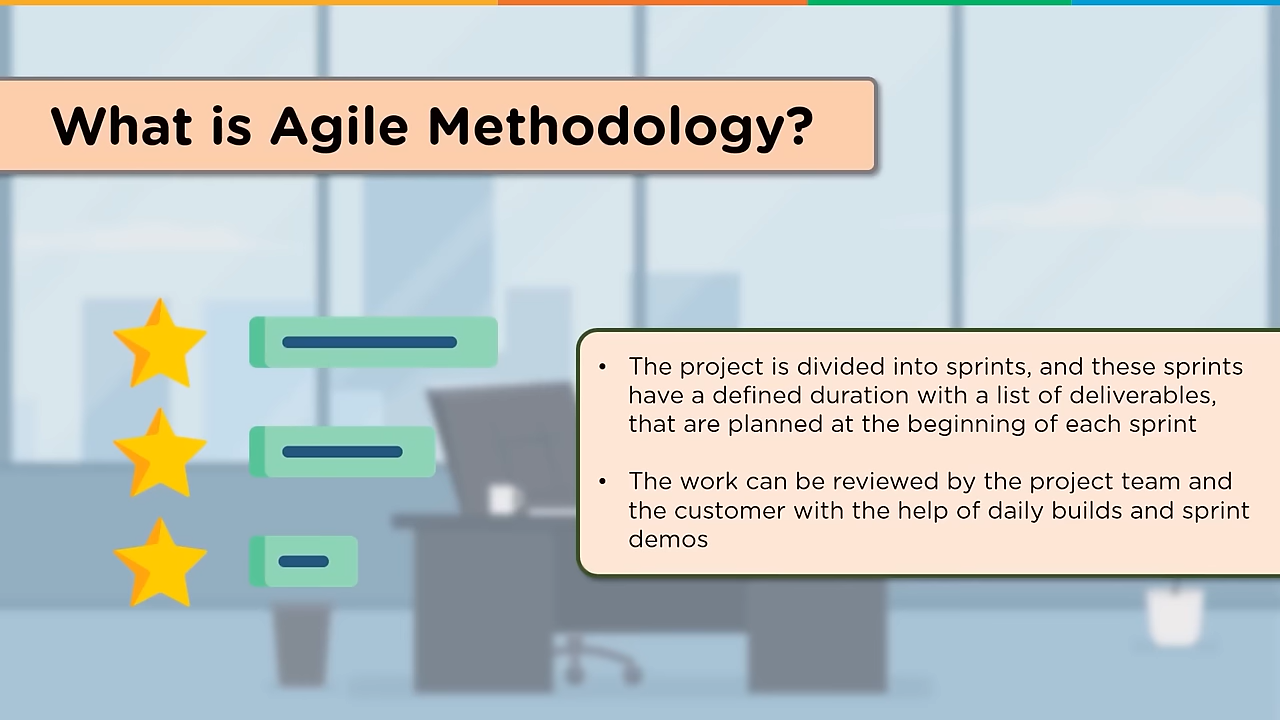 What is Agile Methodology?
• The project is divided into sprints, and these sprints
have a defined duration with a list of deliverables,
that are planned at the beginning of each sprint
• The work can be reviewed by the project team and
the customer with the help of daily builds and sprint
demos